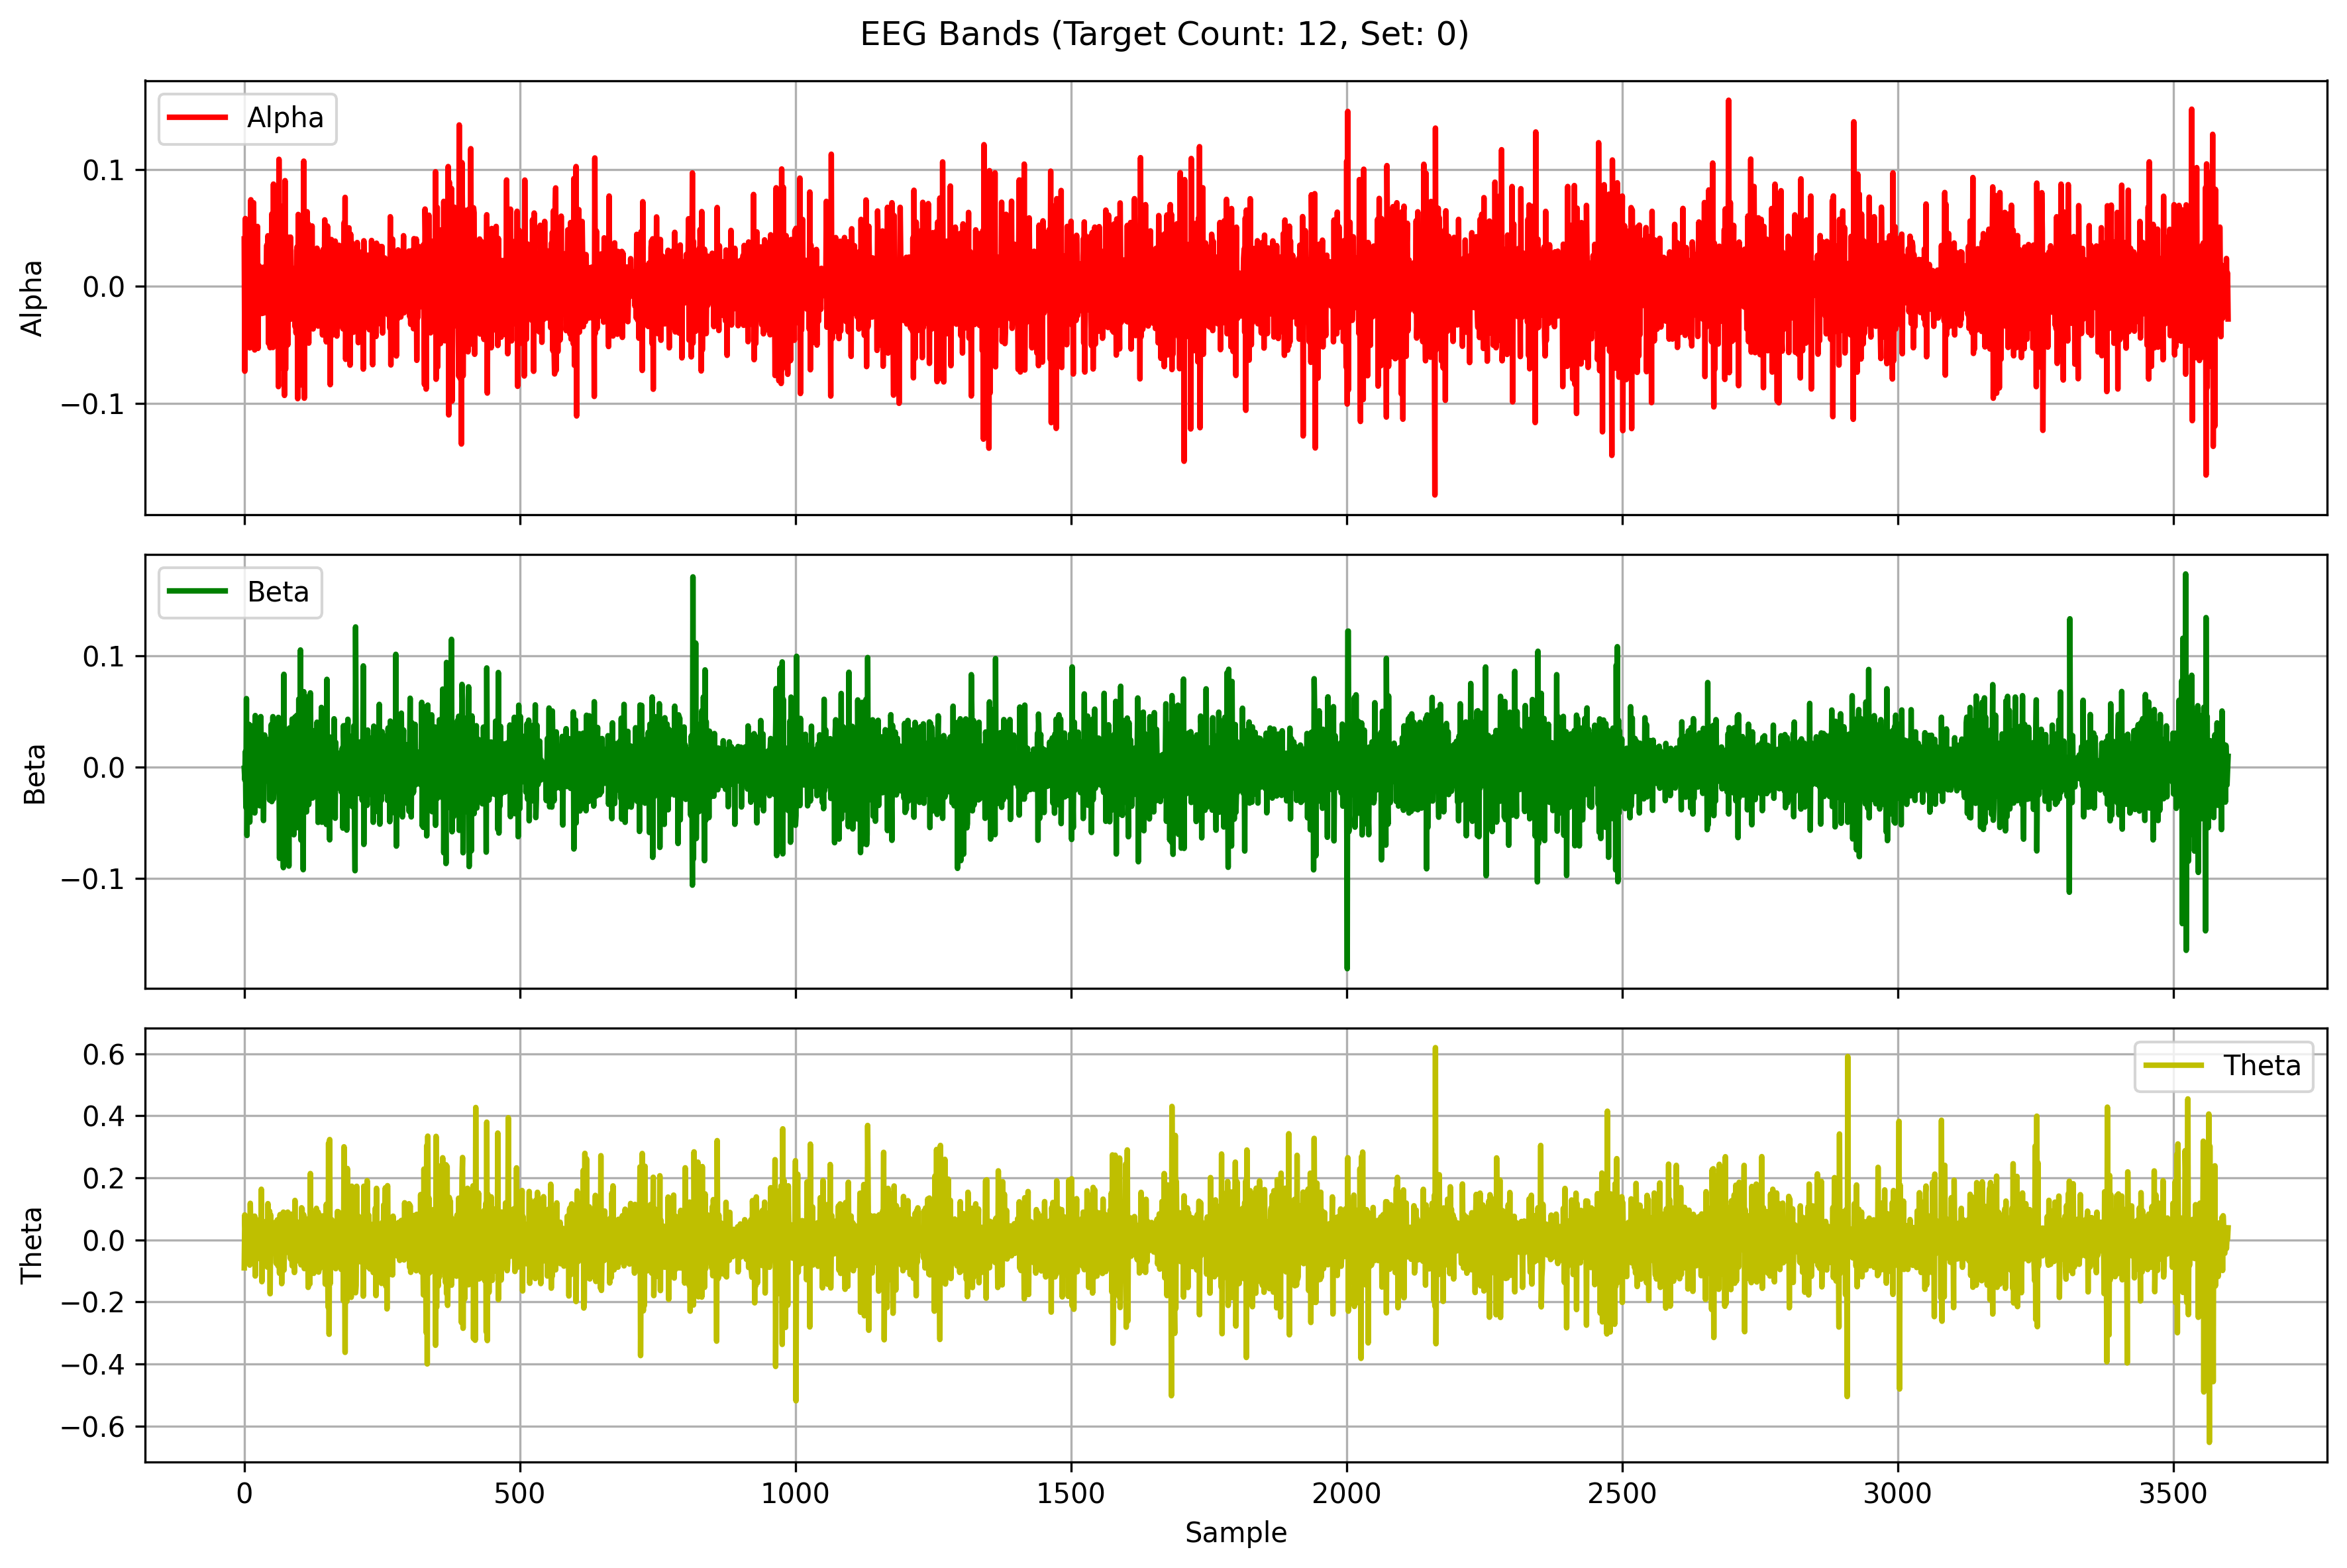 EEG Bands (Target Count: 12, Set: 0)
Alpha
Alpha
0.1
0.0
−0.1
Beta
Beta
0.1
0.0
−0.1
Theta
Theta
0.6
0.4
0.2
0.0
−0.2
−0.4
−0.6
0 500 1000 1500 2000 2500 3000 3500
Sample